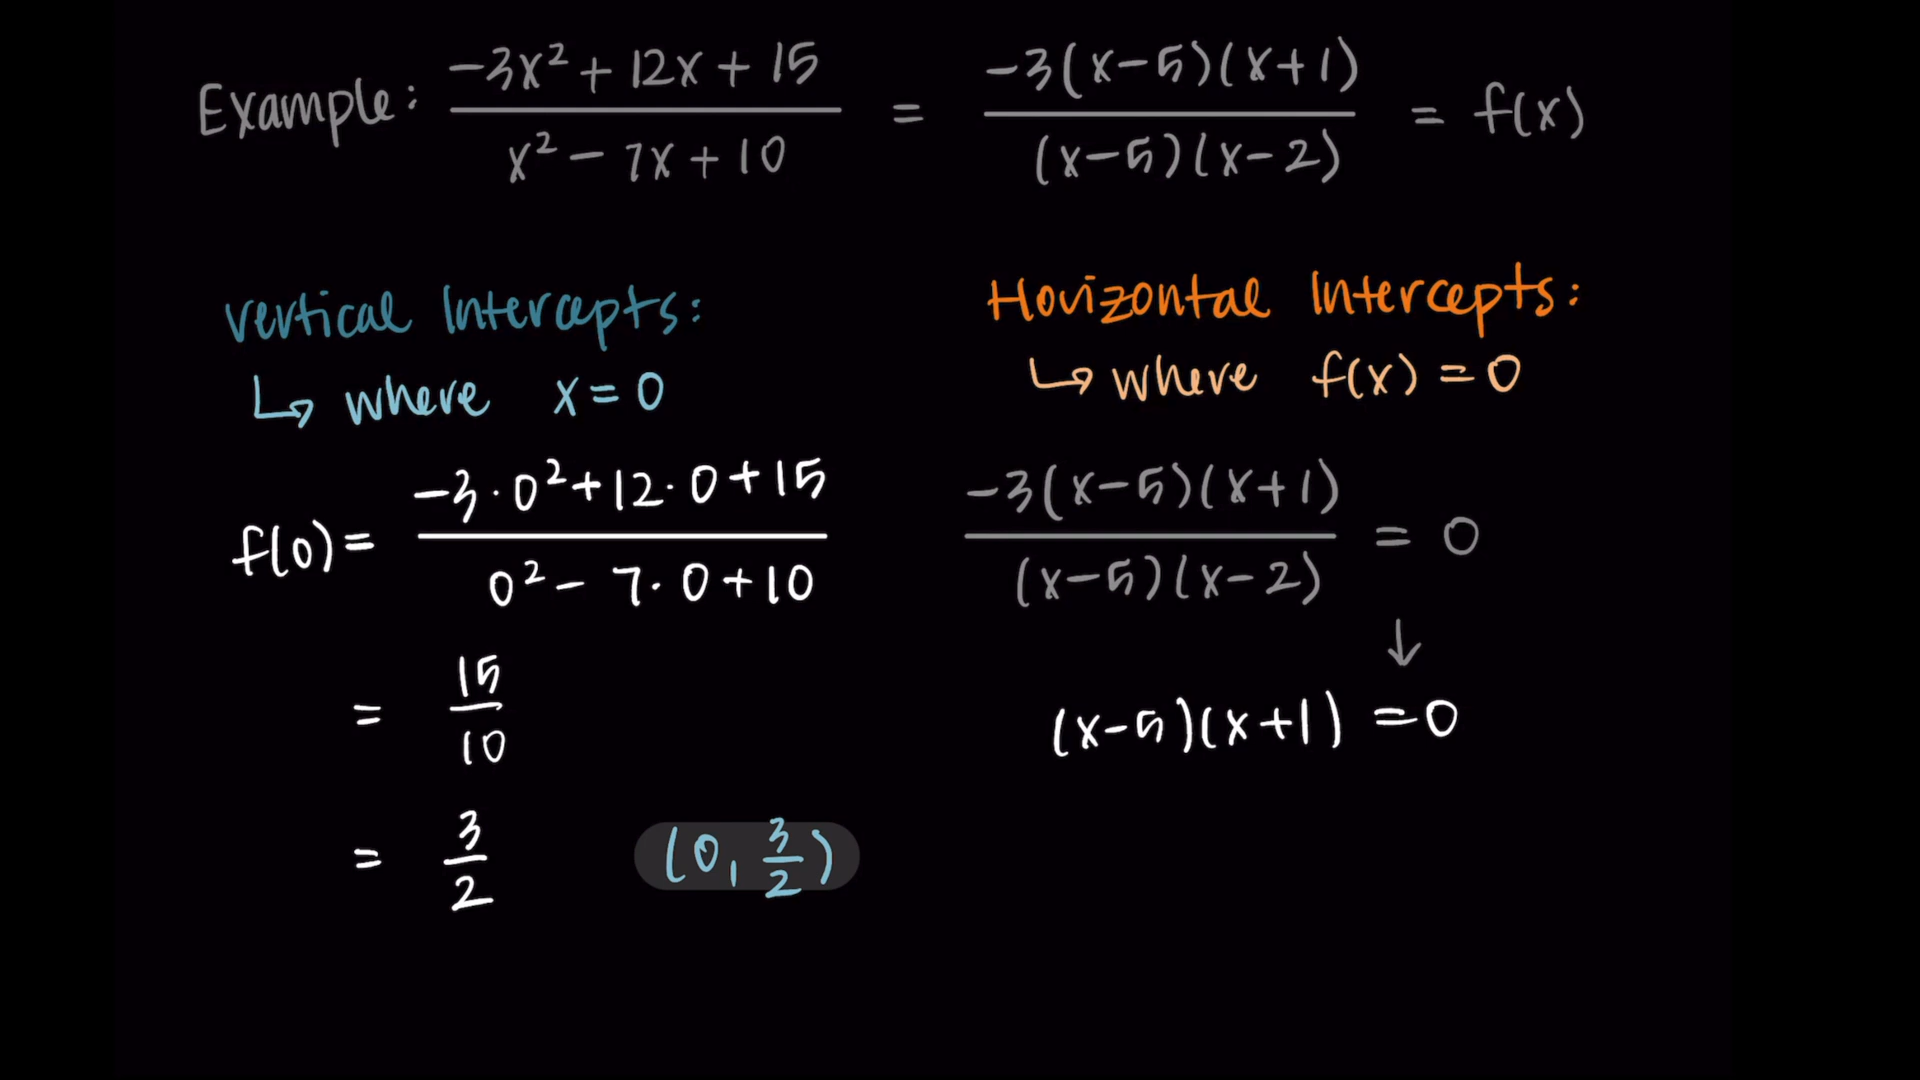 Example: -3x² + 12x + 15 / x² - 7x + 10 = -3(x-5)(x+1) / (x-5)(x-2) = f(x)
Vertical Intercepts:
↳ where x = 0
f(0) = -3·0² + 12·0 + 15 / 0² - 7·0 + 10
= 15/10
= 3/2
(0, 3/2)
Horizontal Intercepts:
↳ where f(x) = 0
-3(x-5)(x+1) / (x-5)(x-2) = 0
↓
(x-5)(x+1) = 0